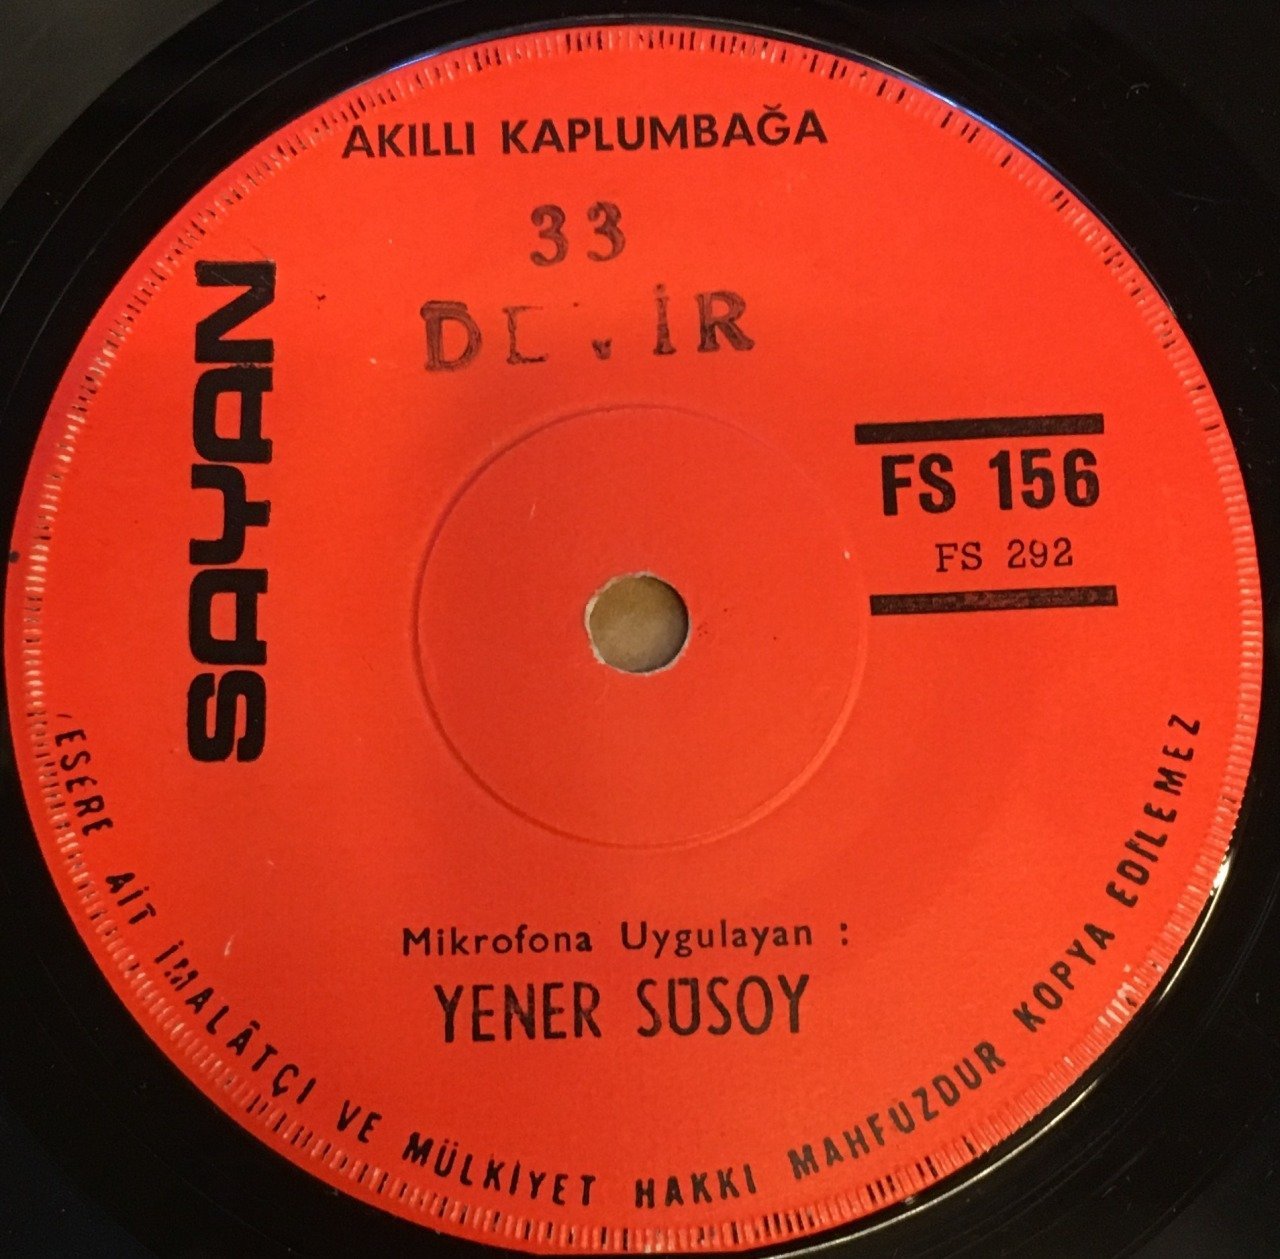 AKILLI KAPLUMBAĞA
33
DEVİR
SAYAN
FS 156
FS 292
Mikrofona Uygulayan :
YENER SÜSOY
ESERE AİT İMALÂTÇI VE MÜLKİYET HAKKI MAHFUZDUR KOPYA EDİLEMEZ